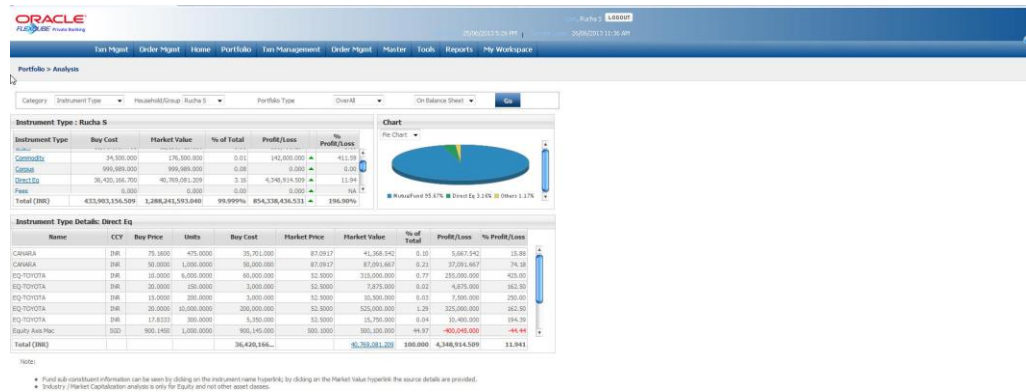 ORACLE
FLEXCUBE Private Banking
Rucha S LOGOUT
25/06/2013 5:26 PM | 26/06/2013 11:36 AM
Txn Mgmt Order Mgmt Home Portfolio Txn Management Order Mgmt Master Tools Reports My Workspace
Portfolio > Analysis
Category Instrument Type Household/Group Rucha S Portfolio Type OverAll On Balance Sheet Go
Instrument Type : Rucha S
Instrument Type Buy Cost Market Value % of Total Profit/Loss % Profit/Loss
Commodity 34,500.000 176,500.000 0.01 142,000.000 411.59
Corpus 999,989.000 999,989.000 0.08 0.000 0.00
Direct Eq 36,420,166.700 40,769,081.209 3.16 4,348,914.509 11.94
Fees 0.000 0.000 0.00 0.000 NA
Total (INR) 433,903,156.509 1,288,241,593.040 99.999% 854,338,436.531 196.90%
Chart
Pie Chart
MutualFund 95.67% Direct Eq 3.16% Others 1.17%
Instrument Type Details: Direct Eq
Name CCY Buy Price Units Buy Cost Market Price Market Value % of Total Profit/Loss % Profit/Loss
CANARA INR 75.1600 475.0000 35,701.000 87.0917 41,368.542 0.10 5,667.542 15.88
CANARA INR 50.0000 1,000.0000 50,000.000 87.0917 87,091.667 0.21 37,091.667 74.18
EQ-TOYOTA INR 10.0000 6,000.0000 60,000.000 52.5000 315,000.000 0.77 255,000.000 425.00
EQ-TOYOTA INR 20.0000 150.0000 3,000.000 52.5000 7,875.000 0.02 4,875.000 162.50
EQ-TOYOTA INR 15.0000 200.0000 3,000.000 52.5000 10,500.000 0.03 7,500.000 250.00
EQ-TOYOTA INR 20.0000 10,000.0000 200,000.000 52.5000 525,000.000 1.29 325,000.000 162.50
EQ-TOYOTA INR 17.8333 300.0000 5,350.000 52.5000 15,750.000 0.04 10,400.000 194.39
Equity Axis Mac SGD 900.1450 1,000.0000 900,145.000 500.1000 500,100.000 44.97 -400,045.000 -44.44
Total (INR) 36,420,166... 40,769,081.209 100.000 4,348,914.509 11.941
Note:
Fund sub-constituent information can be seen by clicking on the instrument name hyperlink; by clicking on the Market Value hyperlink the source details are provided.
Industry / Market Capitalization analysis is only for Equity and not other asset classes.